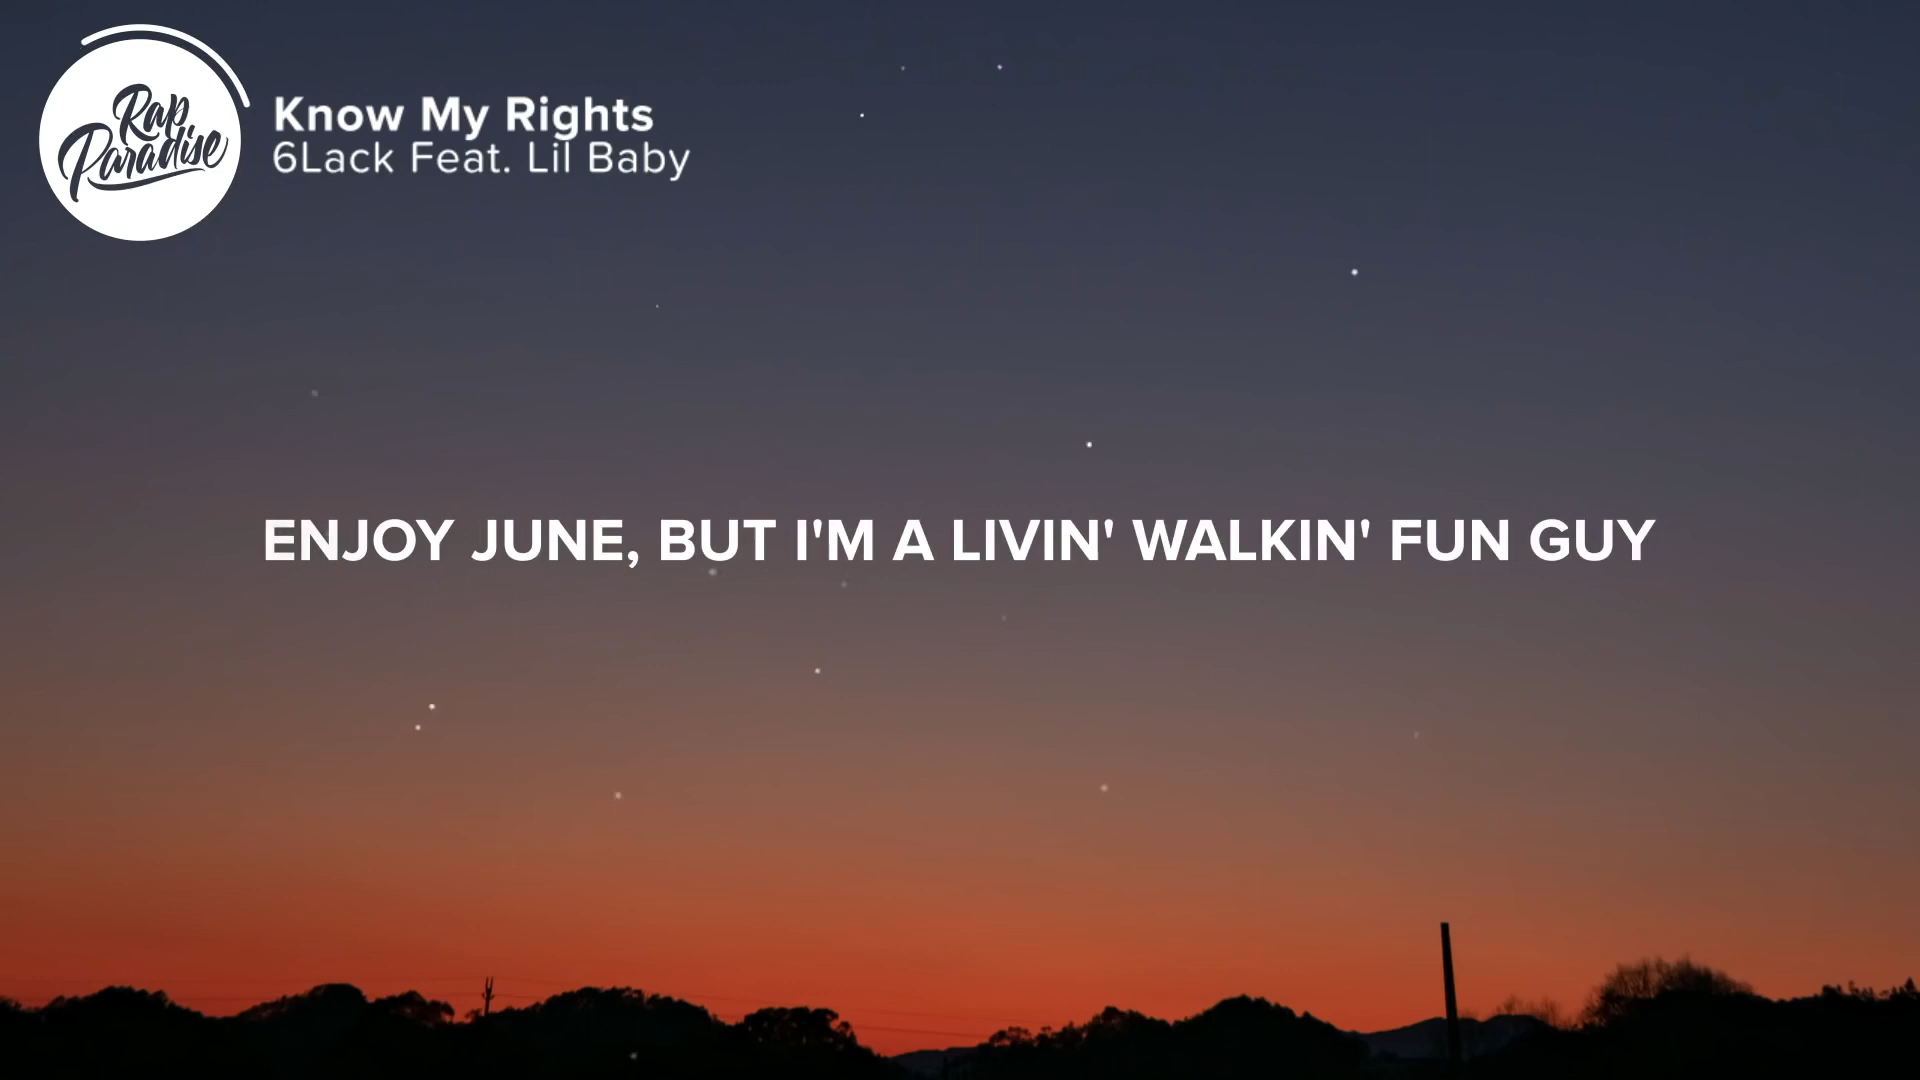 Rap
Paradise
Know My Rights
6Lack Feat. Lil Baby
ENJOY JUNE, BUT I'M A LIVIN' WALKIN' FUN GUY